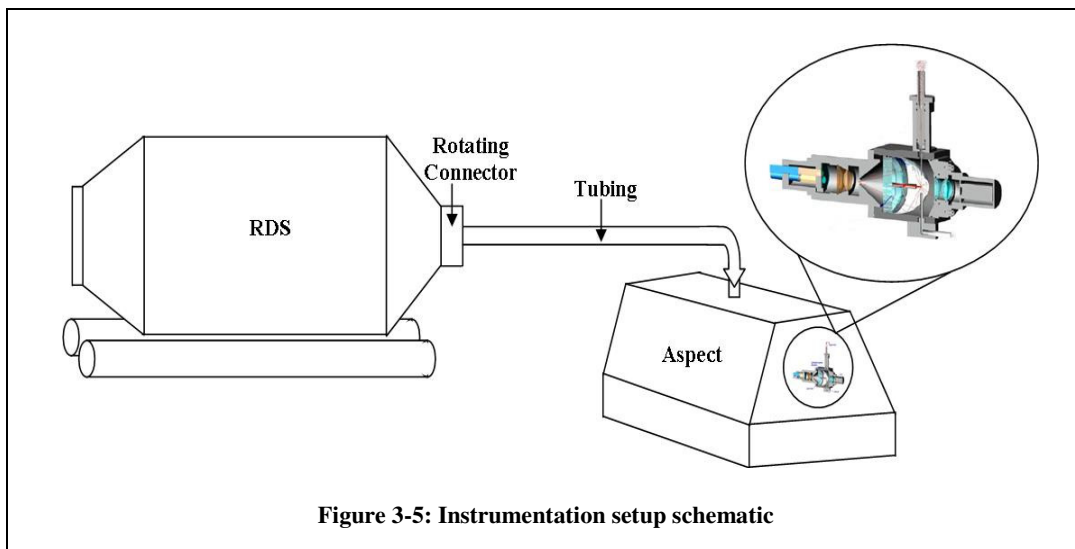 Rotating
Connector
Tubing
RDS
Aspect
Figure 3-5: Instrumentation setup schematic